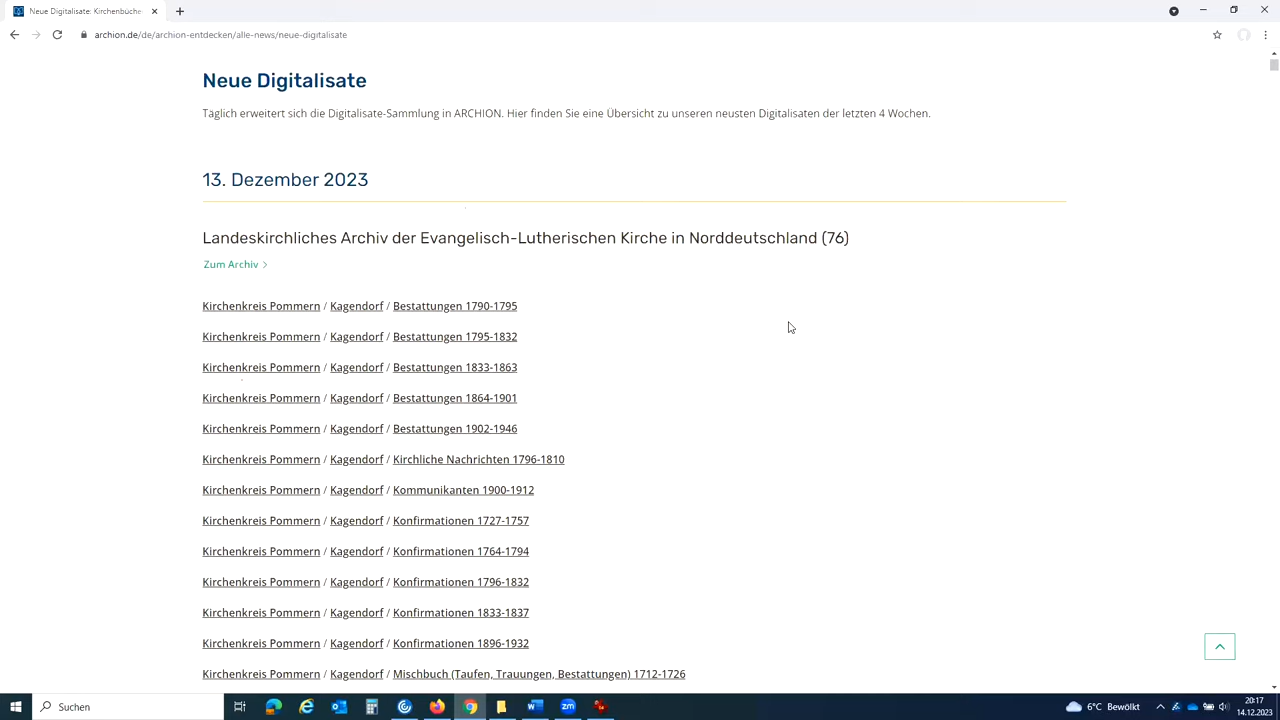 Neue Digitalisate: Kirchenbüche
archion.de/de/archion-entdecken/alle-news/neue-digitalisate
Neue Digitalisate
Täglich erweitert sich die Digitalisate-Sammlung in ARCHION. Hier finden Sie eine Übersicht zu unseren neusten Digitalisaten der letzten 4 Wochen.
13. Dezember 2023
Landeskirchliches Archiv der Evangelisch-Lutherischen Kirche in Norddeutschland (76)
Zum Archiv
Kirchenkreis Pommern / Kagendorf / Bestattungen 1790-1795
Kirchenkreis Pommern / Kagendorf / Bestattungen 1795-1832
Kirchenkreis Pommern / Kagendorf / Bestattungen 1833-1863
Kirchenkreis Pommern / Kagendorf / Bestattungen 1864-1901
Kirchenkreis Pommern / Kagendorf / Bestattungen 1902-1946
Kirchenkreis Pommern / Kagendorf / Kirchliche Nachrichten 1796-1810
Kirchenkreis Pommern / Kagendorf / Kommunikanten 1900-1912
Kirchenkreis Pommern / Kagendorf / Konfirmationen 1727-1757
Kirchenkreis Pommern / Kagendorf / Konfirmationen 1764-1794
Kirchenkreis Pommern / Kagendorf / Konfirmationen 1796-1832
Kirchenkreis Pommern / Kagendorf / Konfirmationen 1833-1837
Kirchenkreis Pommern / Kagendorf / Konfirmationen 1896-1932
Kirchenkreis Pommern / Kagendorf / Mischbuch (Taufen, Trauungen, Bestattungen) 1712-1726
Suchen
zm
6°C Bewölkt
20:17
14.12.2023